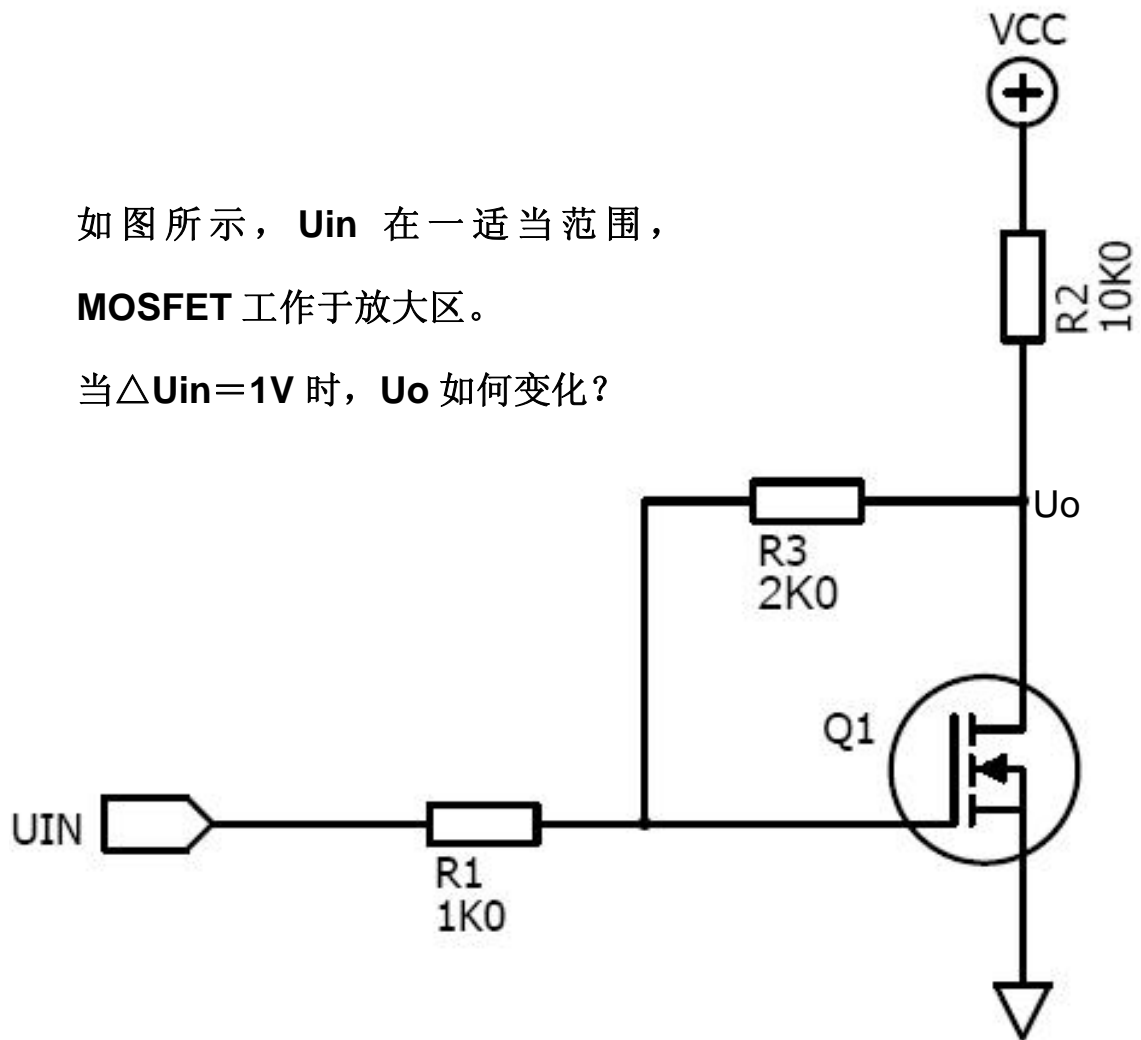 VCC
如图所示，Uin 在一适当范围，
MOSFET 工作于放大区。
当△Uin＝1V 时，Uo 如何变化？
R2
10K0
Uo
R3
2K0
Q1
UIN
R1
1K0